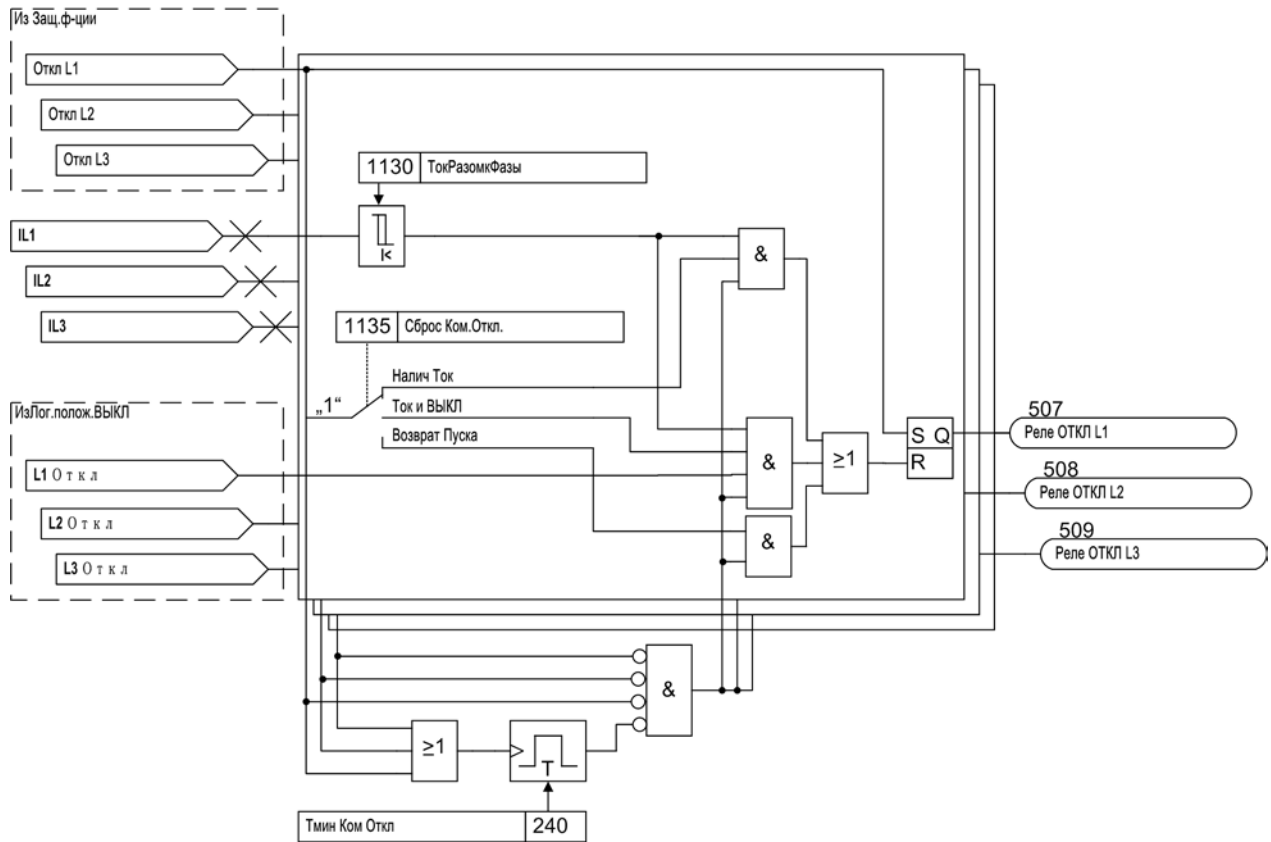 Из Защ.ф-ции
Откл L1
Откл L2
Откл L3
1130 ТокРазомкФазы
IL1
IL2
IL3
I<
&
1135 Сброс Ком.Откл.
Налич Ток
„1“
Ток и ВЫКЛ
Возврат Пуска
ИзЛог.полож.ВЫКЛ
L1 Откл
L2 Откл
L3 Откл
&
≥1
S Q
R
&
507
Реле ОТКЛ L1
508
Реле ОТКЛ L2
509
Реле ОТКЛ L3
&
≥1
T
Тмин Ком Откл 240